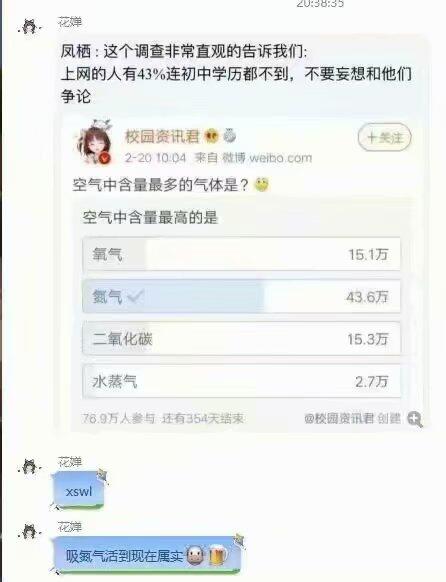 20:38:35
花婵
凤栖：这个调查非常直观的告诉我们:
上网的人有43%连初中学历都不到，不要妄想和他们
争论
校园资讯君
+关注
2-20 10:04 来自 微博 weibo.com
空气中含量最多的气体是？
空气中含量最高的是
氧气 15.1万
氮气 43.6万
二氧化碳 15.3万
水蒸气 2.7万
76.9万人参与 还有354天结束 @校园资讯君 创建
花婵
xswl
花婵
吸氮气活到现在属实